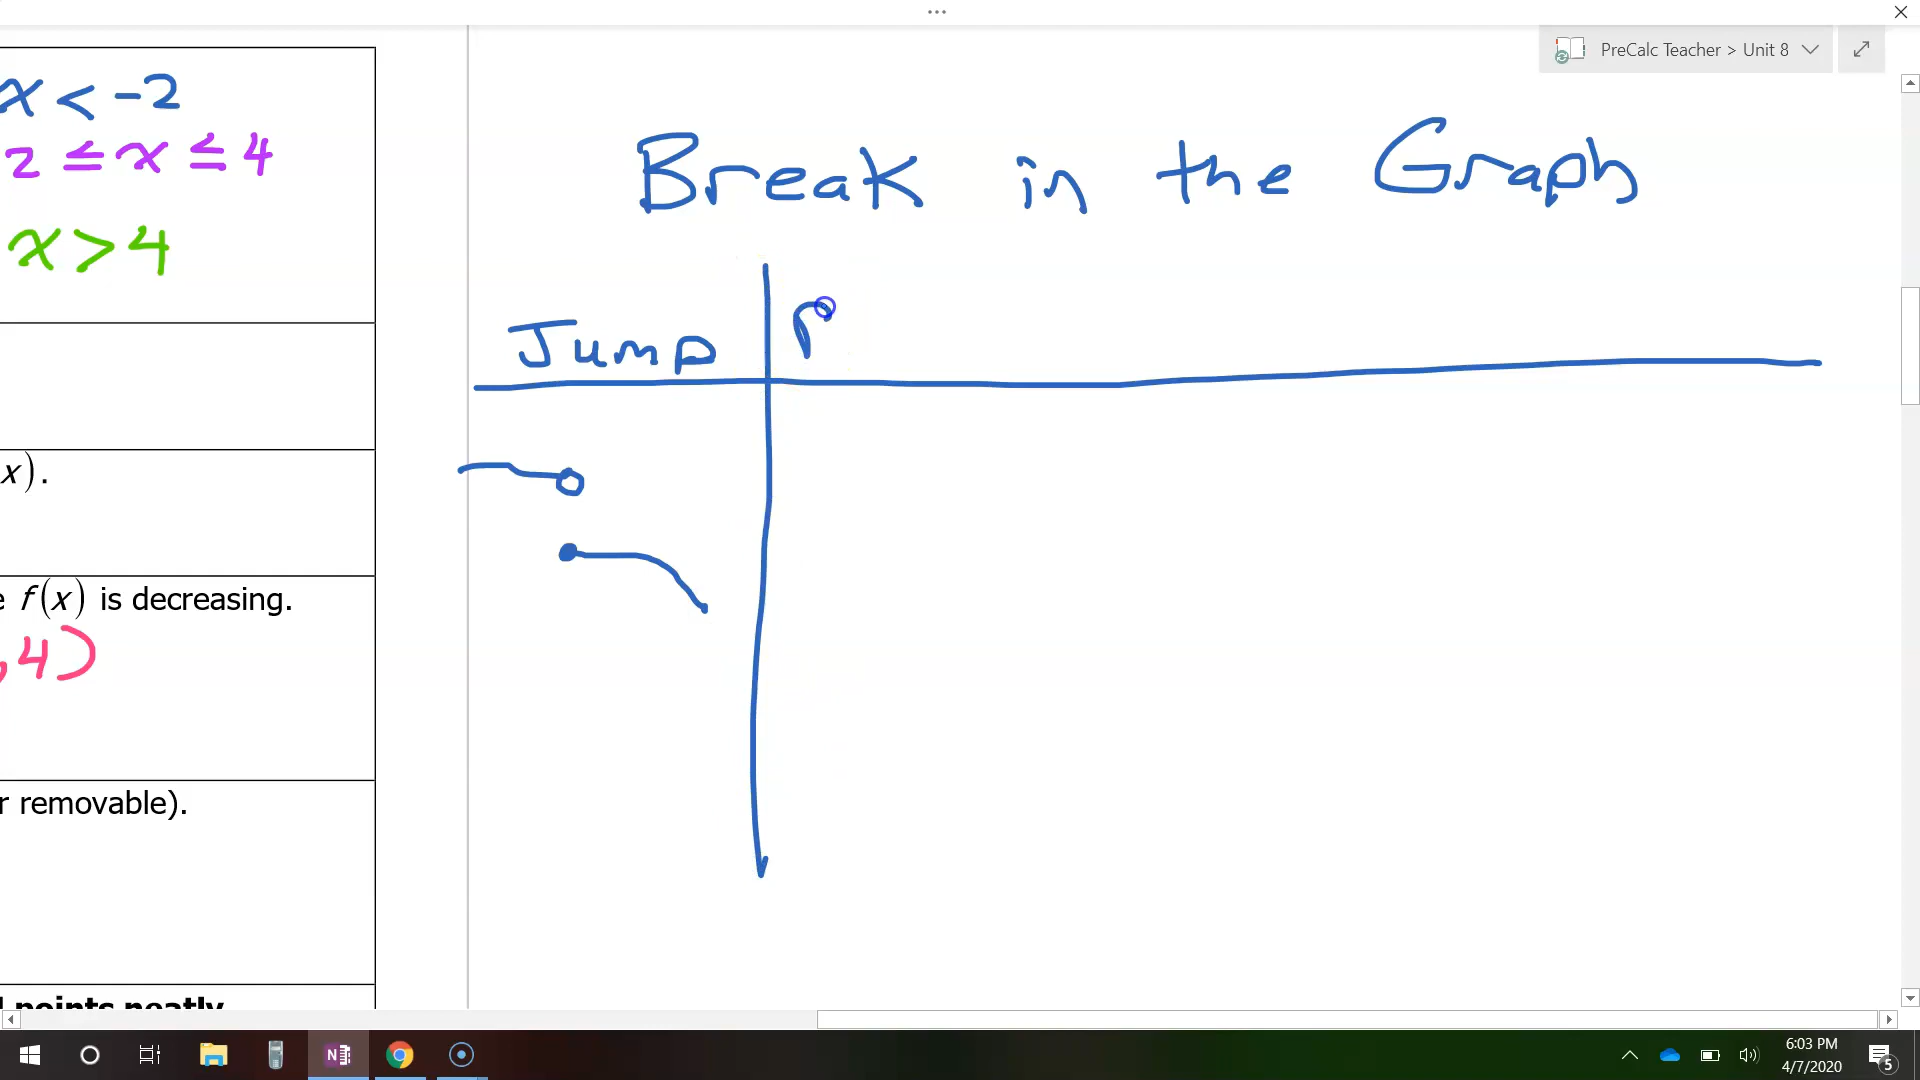 PreCalc Teacher > Unit 8
x < -2
2 ≤ x ≤ 4
x > 4
x).
f(x) is decreasing.
,4)
r removable).
Break in the Graph
Jump
6:03 PM
4/7/2020
5